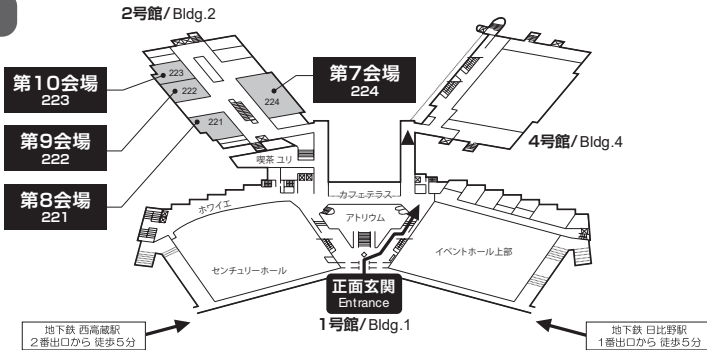 2号館/Bldg.2
第10会場
223
第9会場
222
第8会場
221
第7会場
224
223
222
221
224
喫茶 ユリ
4号館/Bldg.4
カフェテラス
アトリウム
ホワイエ
センチュリーホール
イベントホール上部
正面玄関
Entrance
1号館/Bldg.1
地下鉄 西高蔵駅
2番出口から 徒歩5分
地下鉄 日比野駅
1番出口から 徒歩5分